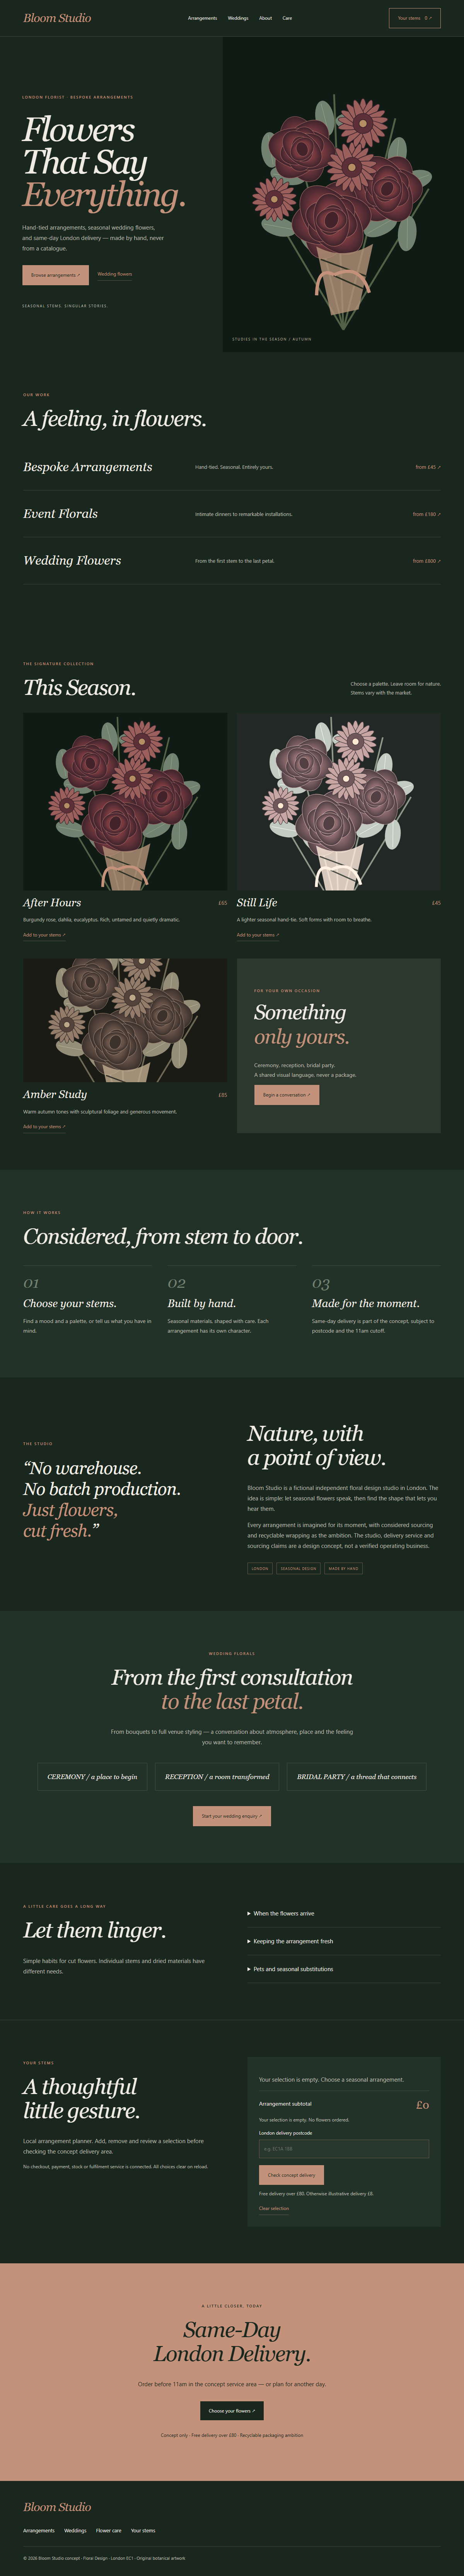 Bloom Studio
Arrangements Weddings About Care
Your stems 0 ↗
LONDON FLORIST · BESPOKE ARRANGEMENTS
Flowers
That Say
Everything.
Hand-tied arrangements, seasonal wedding flowers,
and same-day London delivery — made by hand, never
from a catalogue.
Browse arrangements ↗
Wedding flowers
SEASONAL STEMS. SINGULAR STORIES.
STUDIES IN THE SEASON / AUTUMN
OUR WORK
A feeling, in flowers.
Bespoke Arrangements
Hand-tied. Seasonal. Entirely yours.
from £45 ↗
Event Florals
Intimate dinners to remarkable installations.
from £180 ↗
Wedding Flowers
From the first stem to the last petal.
from £800 ↗
THE SIGNATURE COLLECTION
This Season.
Choose a palette. Leave room for nature.
Stems vary with the market.
After Hours
£65
Burgundy rose, dahlia, eucalyptus. Rich, untamed and quietly dramatic.
Add to your stems ↗
Still Life
£45
A lighter seasonal hand-tie. Soft forms with room to breathe.
Add to your stems ↗
Amber Study
£85
Warm autumn tones with sculptural foliage and generous movement.
Add to your stems ↗
FOR YOUR OWN OCCASION
Something
only yours.
Ceremony, reception, bridal party.
A shared visual language, never a package.
Begin a conversation ↗
HOW IT WORKS
Considered, from stem to door.
01
Choose your stems.
Find a mood and a palette, or tell us what you have in
mind.
02
Built by hand.
Seasonal materials, shaped with care. Each
arrangement has its own character.
03
Made for the moment.
Same-day delivery is part of the concept, subject to
postcode and the 11am cutoff.
THE STUDIO
“No warehouse.
No batch production.
Just flowers,
cut fresh.”
Nature, with
a point of view.
Bloom Studio is a fictional independent floral design studio in London. The
idea is simple: let seasonal flowers speak, then find the shape that lets you
hear them.
Every arrangement is imagined for its moment, with considered sourcing
and recyclable wrapping as the ambition. The studio, delivery service and
sourcing claims are a design concept, not a verified operating business.
LONDON
SEASONAL DESIGN
MADE BY HAND
WEDDING FLORALS
From the first consultation
to the last petal.
From bouquets to full venue styling — a conversation about atmosphere, place and the feeling
you want to remember.
CEREMONY / a place to begin
RECEPTION / a room transformed
BRIDAL PARTY / a thread that connects
Start your wedding enquiry ↗
A LITTLE CARE GOES A LONG WAY
Let them linger.
Simple habits for cut flowers. Individual stems and dried materials have
different needs.
▶ When the flowers arrive
▶ Keeping the arrangement fresh
▶ Pets and seasonal substitutions
YOUR STEMS
A thoughtful
little gesture.
Local arrangement planner. Add, remove and review a selection before
checking the concept delivery area.
No checkout, payment, stock or fulfilment service is connected. All choices clear on reload.
Your selection is empty. Choose a seasonal arrangement.
Arrangement subtotal
£0
Your selection is empty. No flowers ordered.
London delivery postcode
e.g. EC1A 1BB
Check concept delivery
Free delivery over £80. Otherwise illustrative delivery £8.
Clear selection
A LITTLE CLOSER, TODAY
Same-Day
London Delivery.
Order before 11am in the concept service area — or plan for another day.
Choose your flowers ↗
Concept only · Free delivery over £80 · Recyclable packaging ambition
Bloom Studio
Arrangements Weddings Flower care Your stems
© 2026 Bloom Studio concept · Floral Design · London EC1 · Original botanical artwork